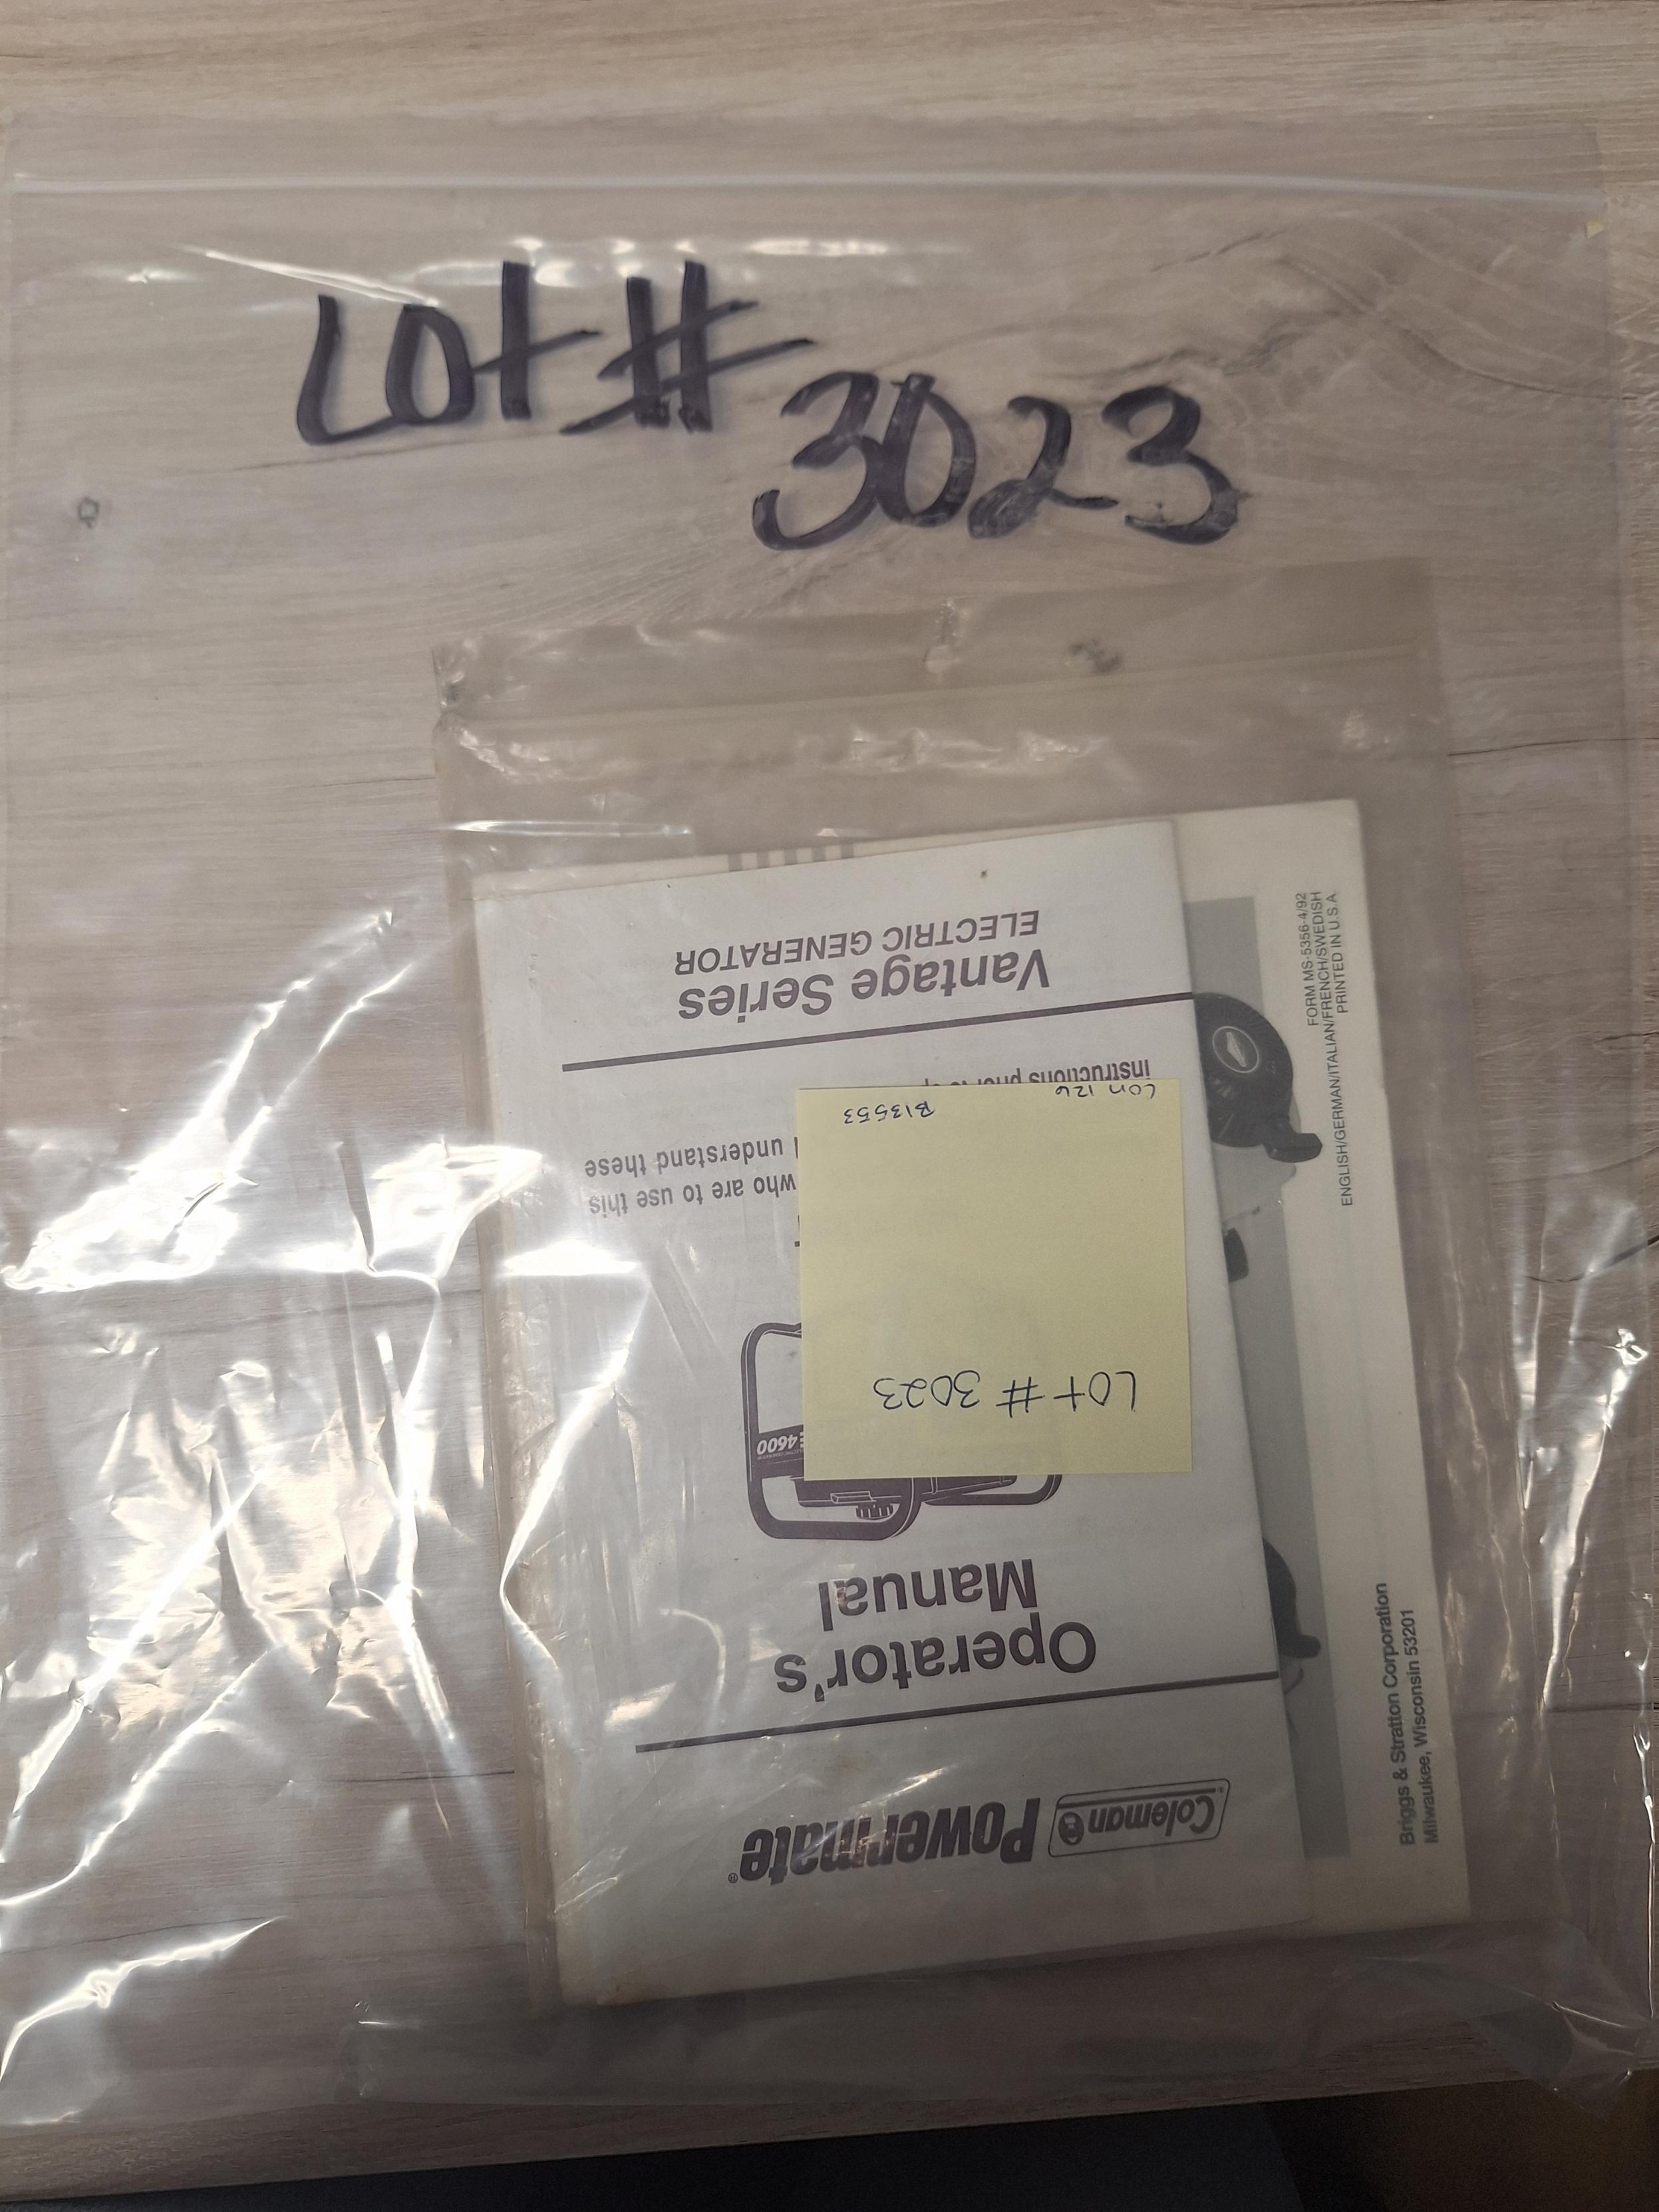 Lot #
3023
Coleman Powermate®
Operator's
Manual
4600
who are to use this
understand these
instructions prior to
Vantage Series
ELECTRIC GENERATOR
LOT # 3023
B13553
Con 126
FORM MS-5356-4/92
ENGLISH/GERMAN/ITALIAN/FRENCH/SWEDISH
PRINTED IN U.S.A.
Briggs & Stratton Corporation
Milwaukee, Wisconsin 53201